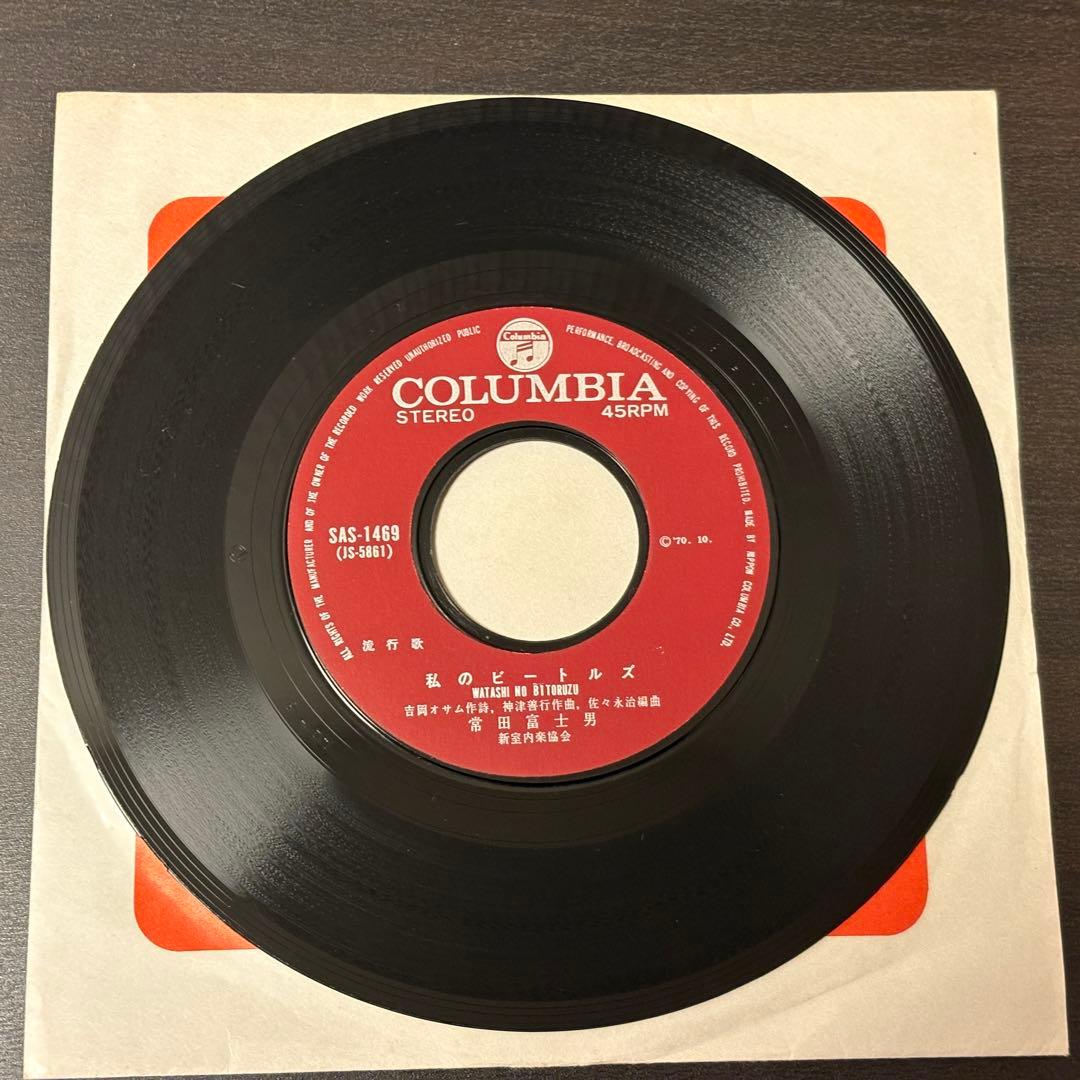 Columbia
COLUMBIA
STEREO 45RPM
ALL RIGHTS OF THE MANUFACTURER AND OF THE OWNER OF THE RECORDED WORK RESERVED UNAUTHORIZED PUBLIC PERFORMANCE, BROADCASTING AND COPYING OF THIS RECORD PROHIBITED. MADE BY NIPPON COLUMBIA CO., LTD.
SAS-1469
(JS-5861)
©'70. 10.
流行歌
私のビートルズ
WATASHI NO BĪTORUZU
吉岡オサム作詩, 神津善行作曲, 佐々永治編曲
常田富士男
新室内楽協会